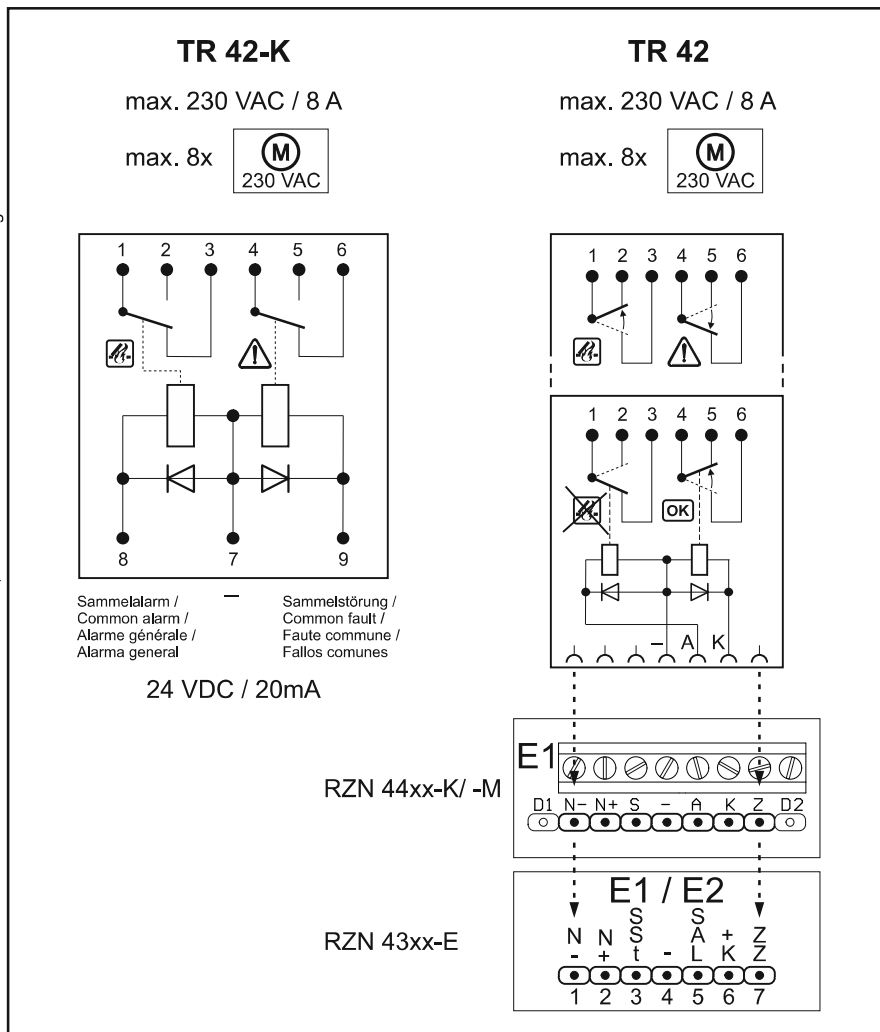 TR 42-K
max. 230 VAC / 8 A
max. 8x
M
230 VAC
1 2 3 4 5 6
8 7 9
Sammelalarm /
Common alarm /
Alarme générale /
Alarma general
–
Sammelstörung /
Common fault /
Faute commune /
Fallos comunes
24 VDC / 20mA
TR 42
max. 230 VAC / 8 A
max. 8x
M
230 VAC
1 2 3 4 5 6
1 2 3 4 5 6
OK
– A K
RZN 44xx-K/ -M
E1
D1 N- N+ S - A K Z D2
RZN 43xx-E
E1 / E2
N- N+ SSt - SAL +K ZZ
1 2 3 4 5 6 7